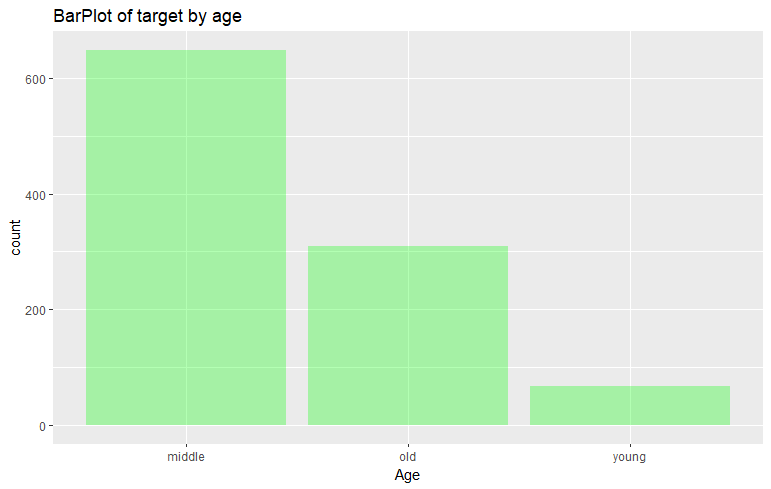 BarPlot of target by age
600
400
200
0
count
middle old young
Age